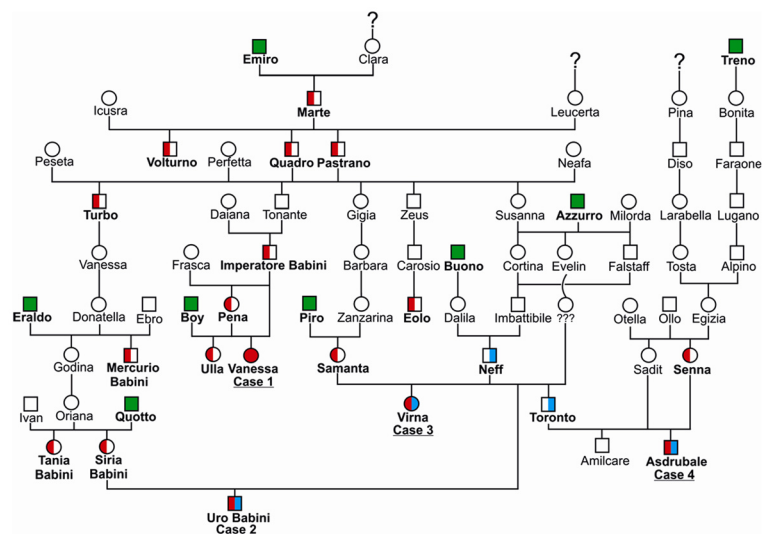 ?
Emiro
Clara
?
?
Treno
Icusra
Marte
Leucerta
Pina
Bonita
Peseta
Volturno
Perfetta
Quadro
Pastrano
Neafa
Diso
Faraone
Turbo
Daiana
Tonante
Gigia
Zeus
Susanna
Azzurro
Milorda
Larabella
Lugano
Vanessa
Frasca
Imperatore Babini
Barbara
Carosio
Buono
Cortina
Evelin
Falstaff
Tosta
Alpino
Eraldo
Donatella
Ebro
Boy
Pena
Piro
Zanzarina
Eolo
Dalila
Imbattibile
???
Otella
Ollo
Egizia
Godina
Mercurio
Babini
Ulla
Vanessa
Case 1
Samanta
Neff
Sadit
Senna
Ivan
Oriana
Quotto
Virna
Case 3
Toronto
Tania
Babini
Siria
Babini
Amilcare
Asdrubale
Case 4
Uro Babini
Case 2